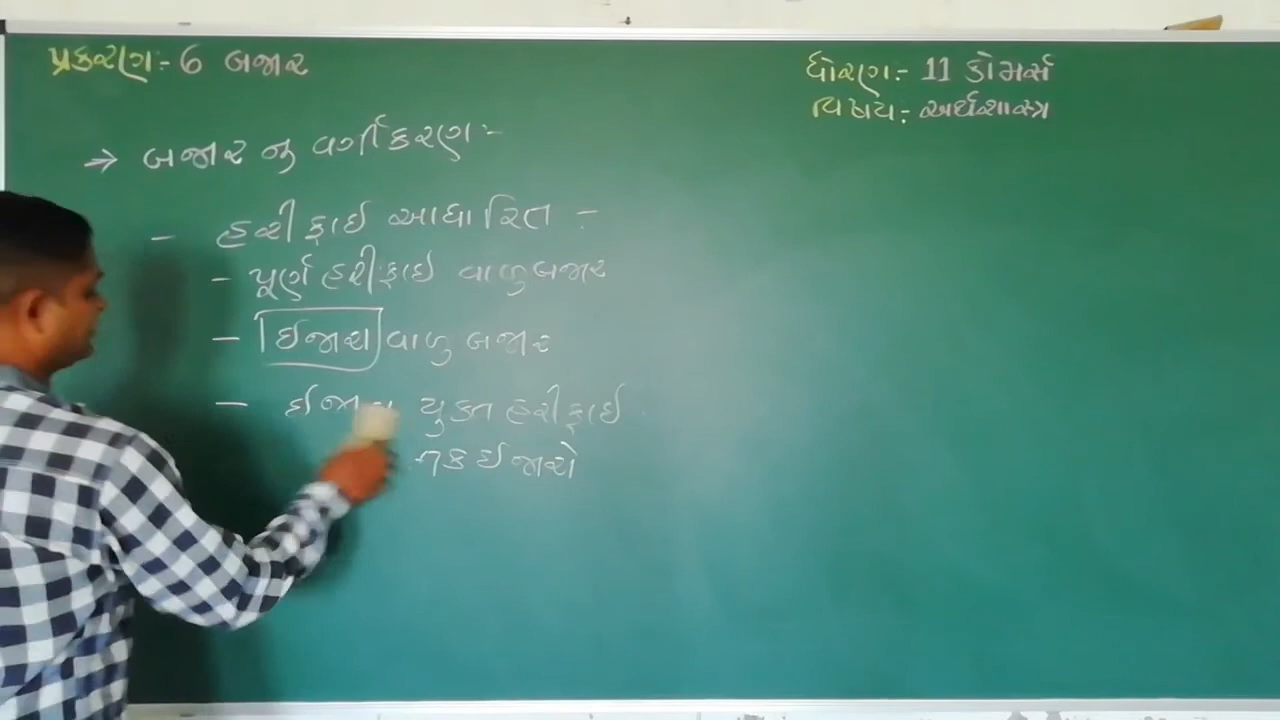 પ્રકરણ:- 6 બજાર
ધોરણ:- 11 કોમર્સ
વિષય:- અર્થશાસ્ત્ર
→ બજાર નુ વર્ગીકરણ:-
- હરીફાઈ આધારિત :-
- પૂર્ણ હરીફાઈ વાળુ બજાર
- ઈજારા વાળુ બજાર
- યુક્ત હરીફાઈ
ઈજારો